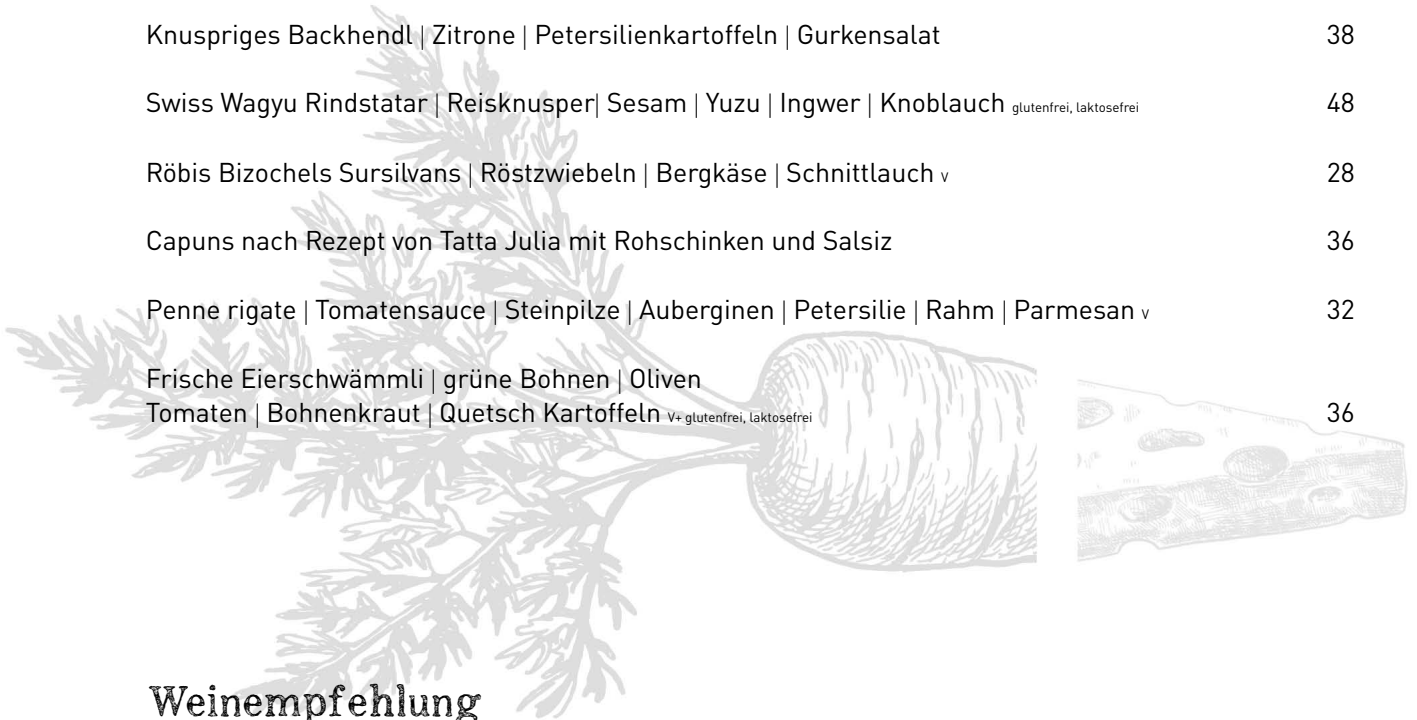 Knuspriges Backhendl | Zitrone | Petersilienkartoffeln | Gurkensalat 38
Swiss Wagyu Rindstatar | Reisknusper| Sesam | Yuzu | Ingwer | Knoblauch glutenfrei, laktosefrei 48
Röbis Bizochels Sursilvans | Röstzwiebeln | Bergkäse | Schnittlauch V 28
Capuns nach Rezept von Tatta Julia mit Rohschinken und Salsiz 36
Penne rigate | Tomatensauce | Steinpilze | Auberginen | Petersilie | Rahm | Parmesan V 32
Frische Eierschwämmli | grüne Bohnen | Oliven
Tomaten | Bohnenkraut | Quetsch Kartoffeln V+ glutenfrei, laktosefrei 36
Weinempfehlung